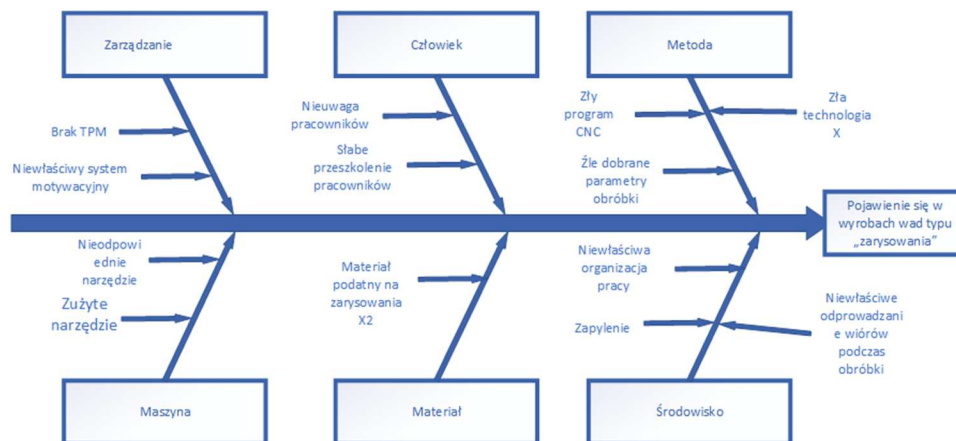 Zarządzanie
Człowiek
Metoda
Brak TPM
Niewłaściwy system
motywacyjny
Nieuwaga
pracowników
Słabe
przeszkolenie
pracowników
Zły
program
CNC
Zła
technologia
X
Źle dobrane
parametry
obróbki
Pojawienie się w
wyrobach wad typu
„zarysowania”
Nieodpowi
ednie
narzędzie
Zużyte
narzędzie
Materiał
podatny na
zarysowania
X2
Niewłaściwa
organizacja
pracy
Zapylenie
Niewłaściwe
odprowadzani
e wiórów
podczas
obróbki
Maszyna
Materiał
Środowisko